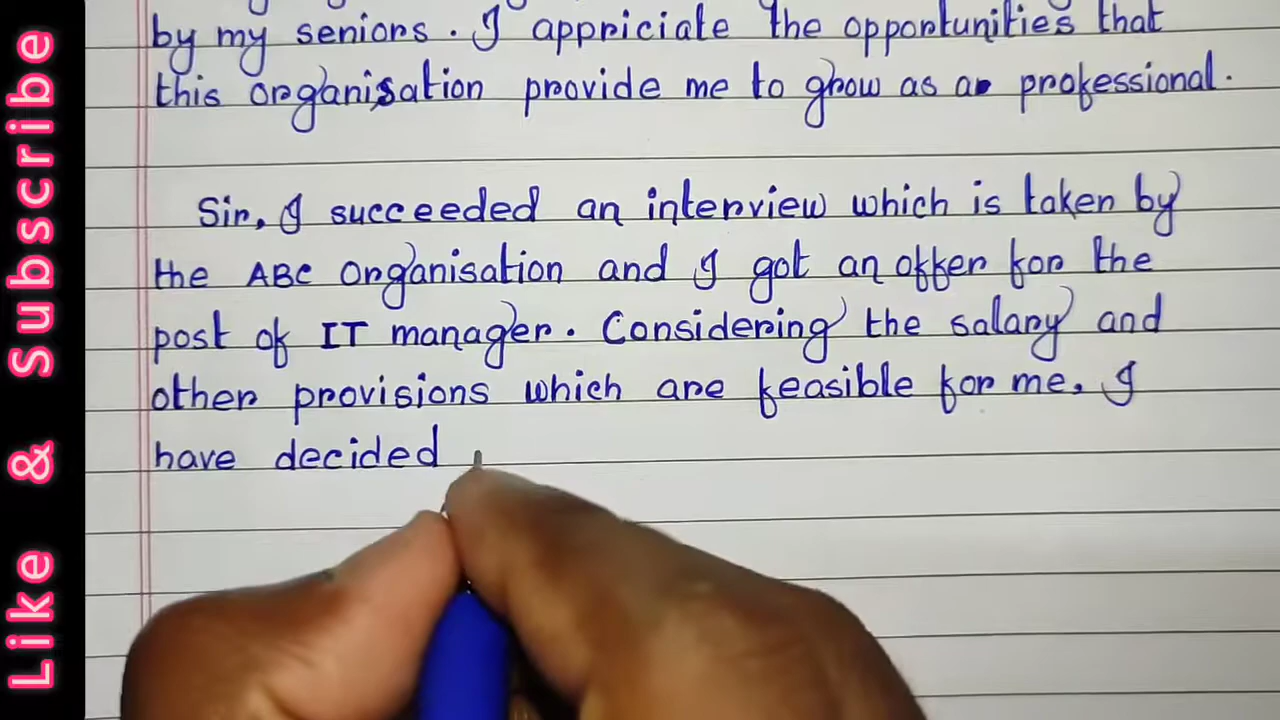 Like & Subscribe
by my seniors. I appriciate the opportunities that
this organisation provide me to grow as a professional.
Sir, I succeeded an interview which is taken by
the ABC organisation and I got an offer for the
post of IT manager. Considering the salary and
other provisions which are feasible for me, I
have decided